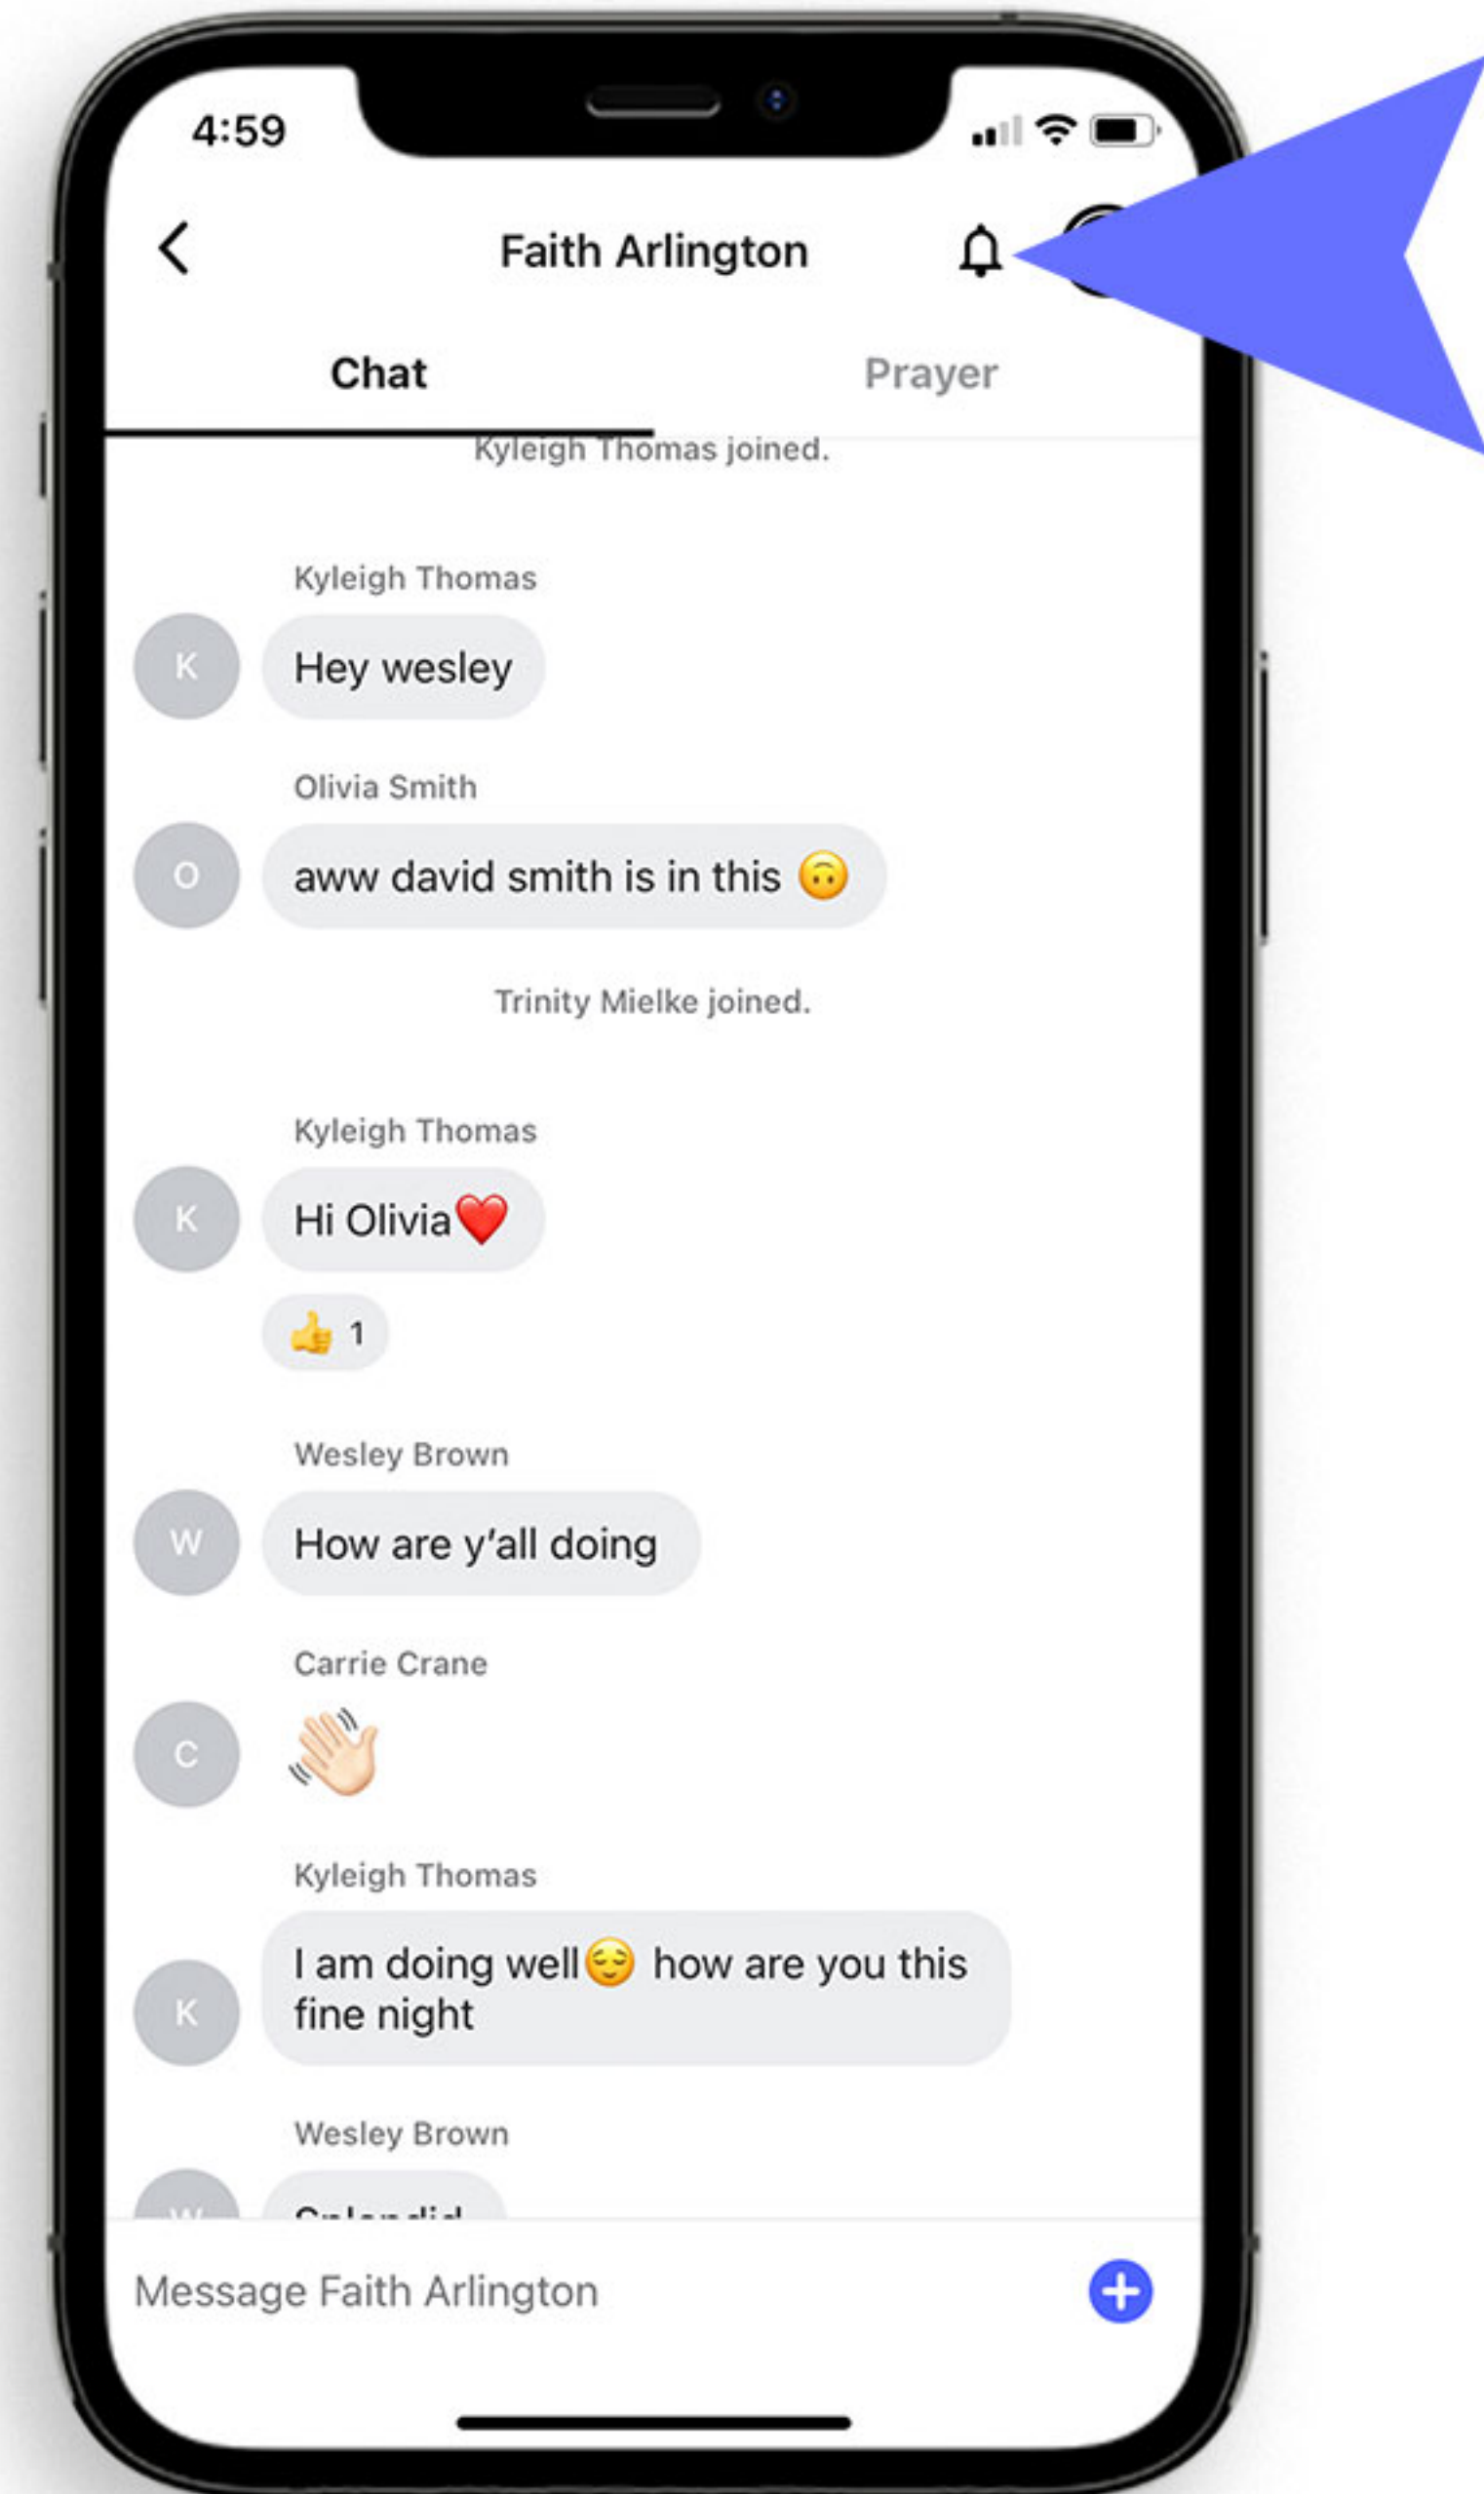 4:59
Faith Arlington
Chat
Prayer
Kyleigh Thomas joined.
Kyleigh Thomas
K
Hey wesley
Olivia Smith
O
aww david smith is in this 🙃
Trinity Mielke joined.
Kyleigh Thomas
K
Hi Olivia❤️
👍 1
Wesley Brown
W
How are y'all doing
Carrie Crane
C
👋🏻
Kyleigh Thomas
I am doing well😌 how are you this
K
fine night
Wesley Brown
W
Splendid
Message Faith Arlington